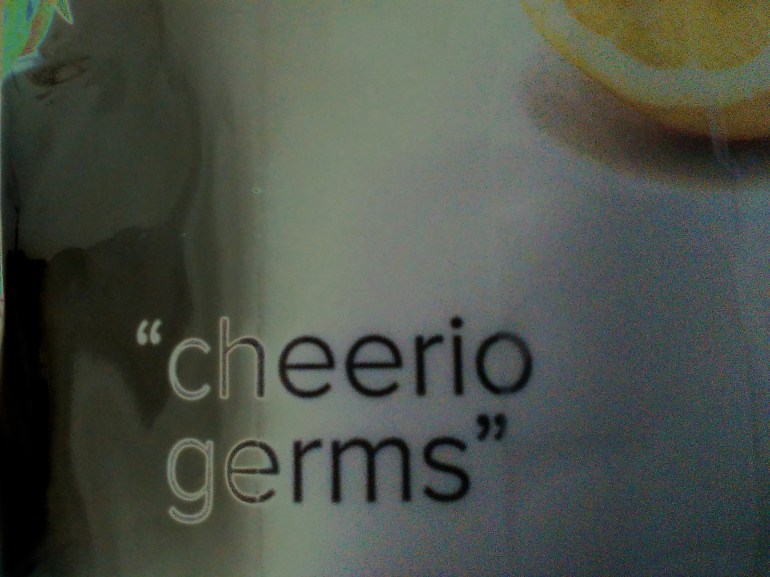 “cheerio
germs”